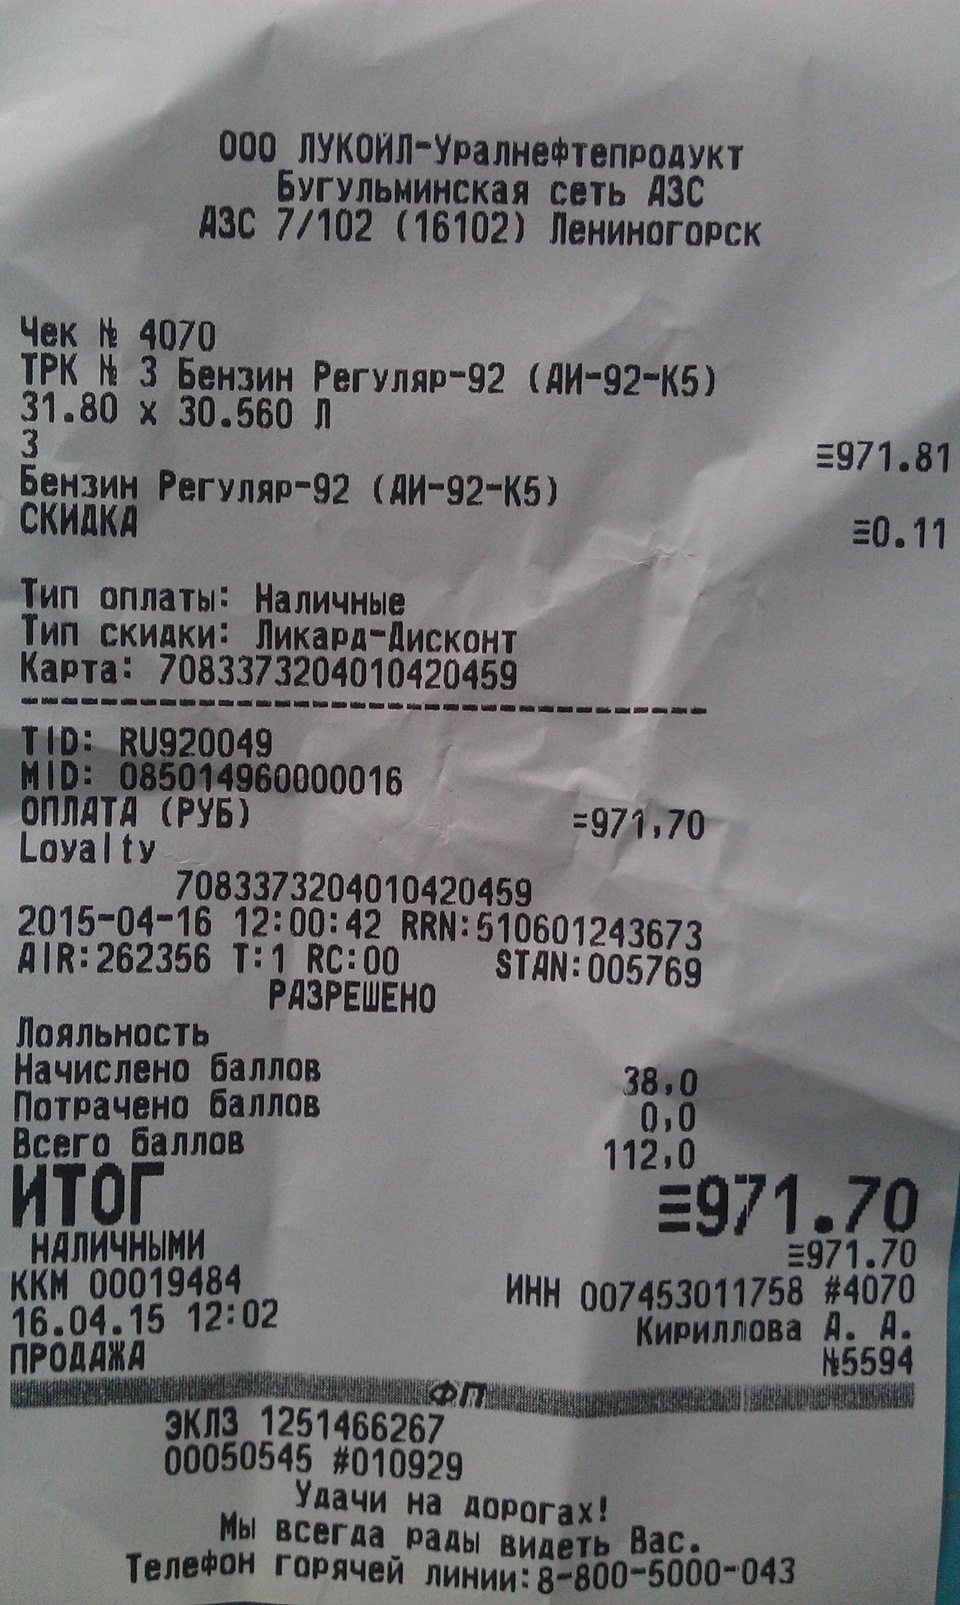 ООО ЛУКОЙЛ-Уралнефтепродукт
Бугульминская сеть АЗС
АЗС 7/102 (16102) Лениногорск
Чек № 4070
ТРК № 3 Бензин Регуляр-92 (АИ-92-К5)
31.80 х 30.560 Л
3 ≡971.81
Бензин Регуляр-92 (АИ-92-К5)
СКИДКА ≡0.11
Тип оплаты: Наличные
Тип скидки: Ликард-Дисконт
Карта: 7083373204010420459
-----------------------------------
TID: RU920049
MID: 085014960000016
ОПЛАТА (РУБ) =971,70
Loyalty
7083373204010420459
2015-04-16 12:00:42 RRN:510601243673
AIR:262356 T:1 RC:00 STAN:005769
РАЗРЕШЕНО
Лояльность
Начислено баллов 38,0
Потрачено баллов 0,0
Всего баллов 112,0
ИТОГ ≡971.70
НАЛИЧНЫМИ ≡971.70
ККМ 00019484 ИНН 007453011758 #4070
16.04.15 12:02 Кириллова А. А.
ПРОДАЖА №5594
ФП
ЭКЛЗ 1251466267
00050545 #010929
Удачи на дорогах!
Мы всегда рады видеть Вас.
Телефон горячей линии:8-800-5000-043